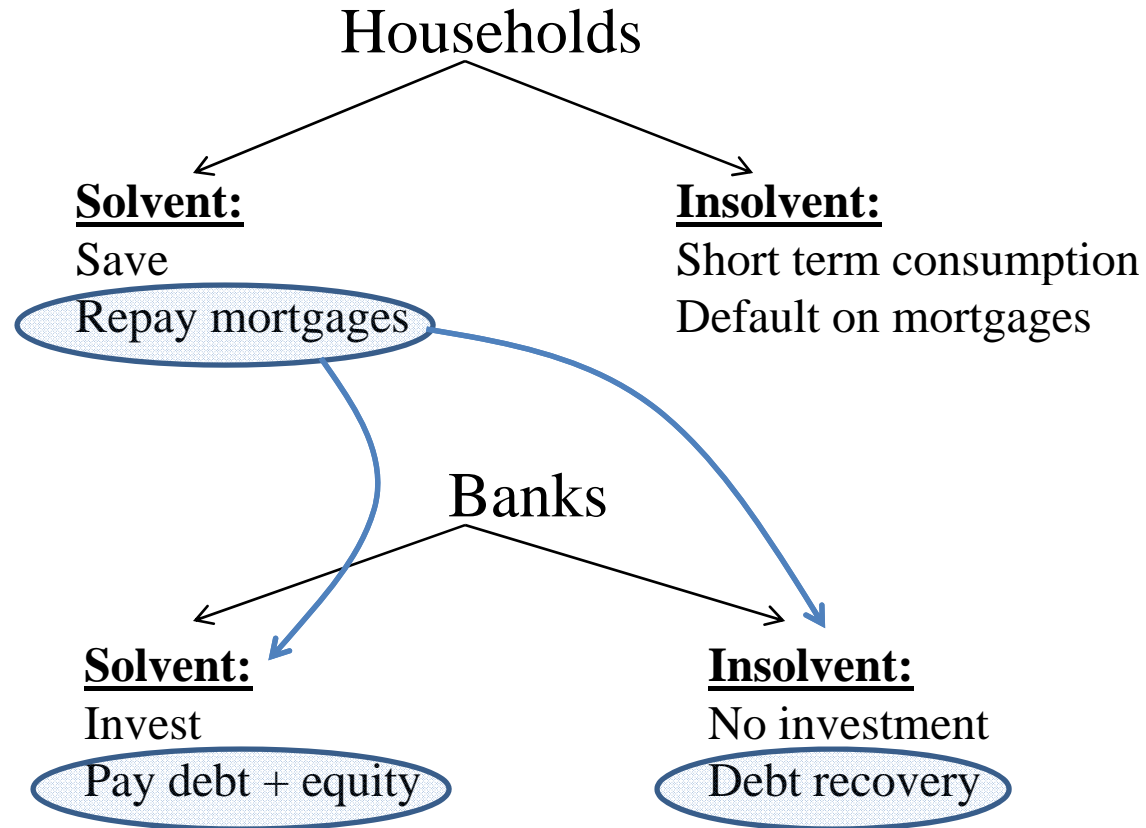 Households
Solvent:
Save
Repay mortgages
Insolvent:
Short term consumption
Default on mortgages
Banks
Solvent:
Invest
Pay debt + equity
Insolvent:
No investment
Debt recovery